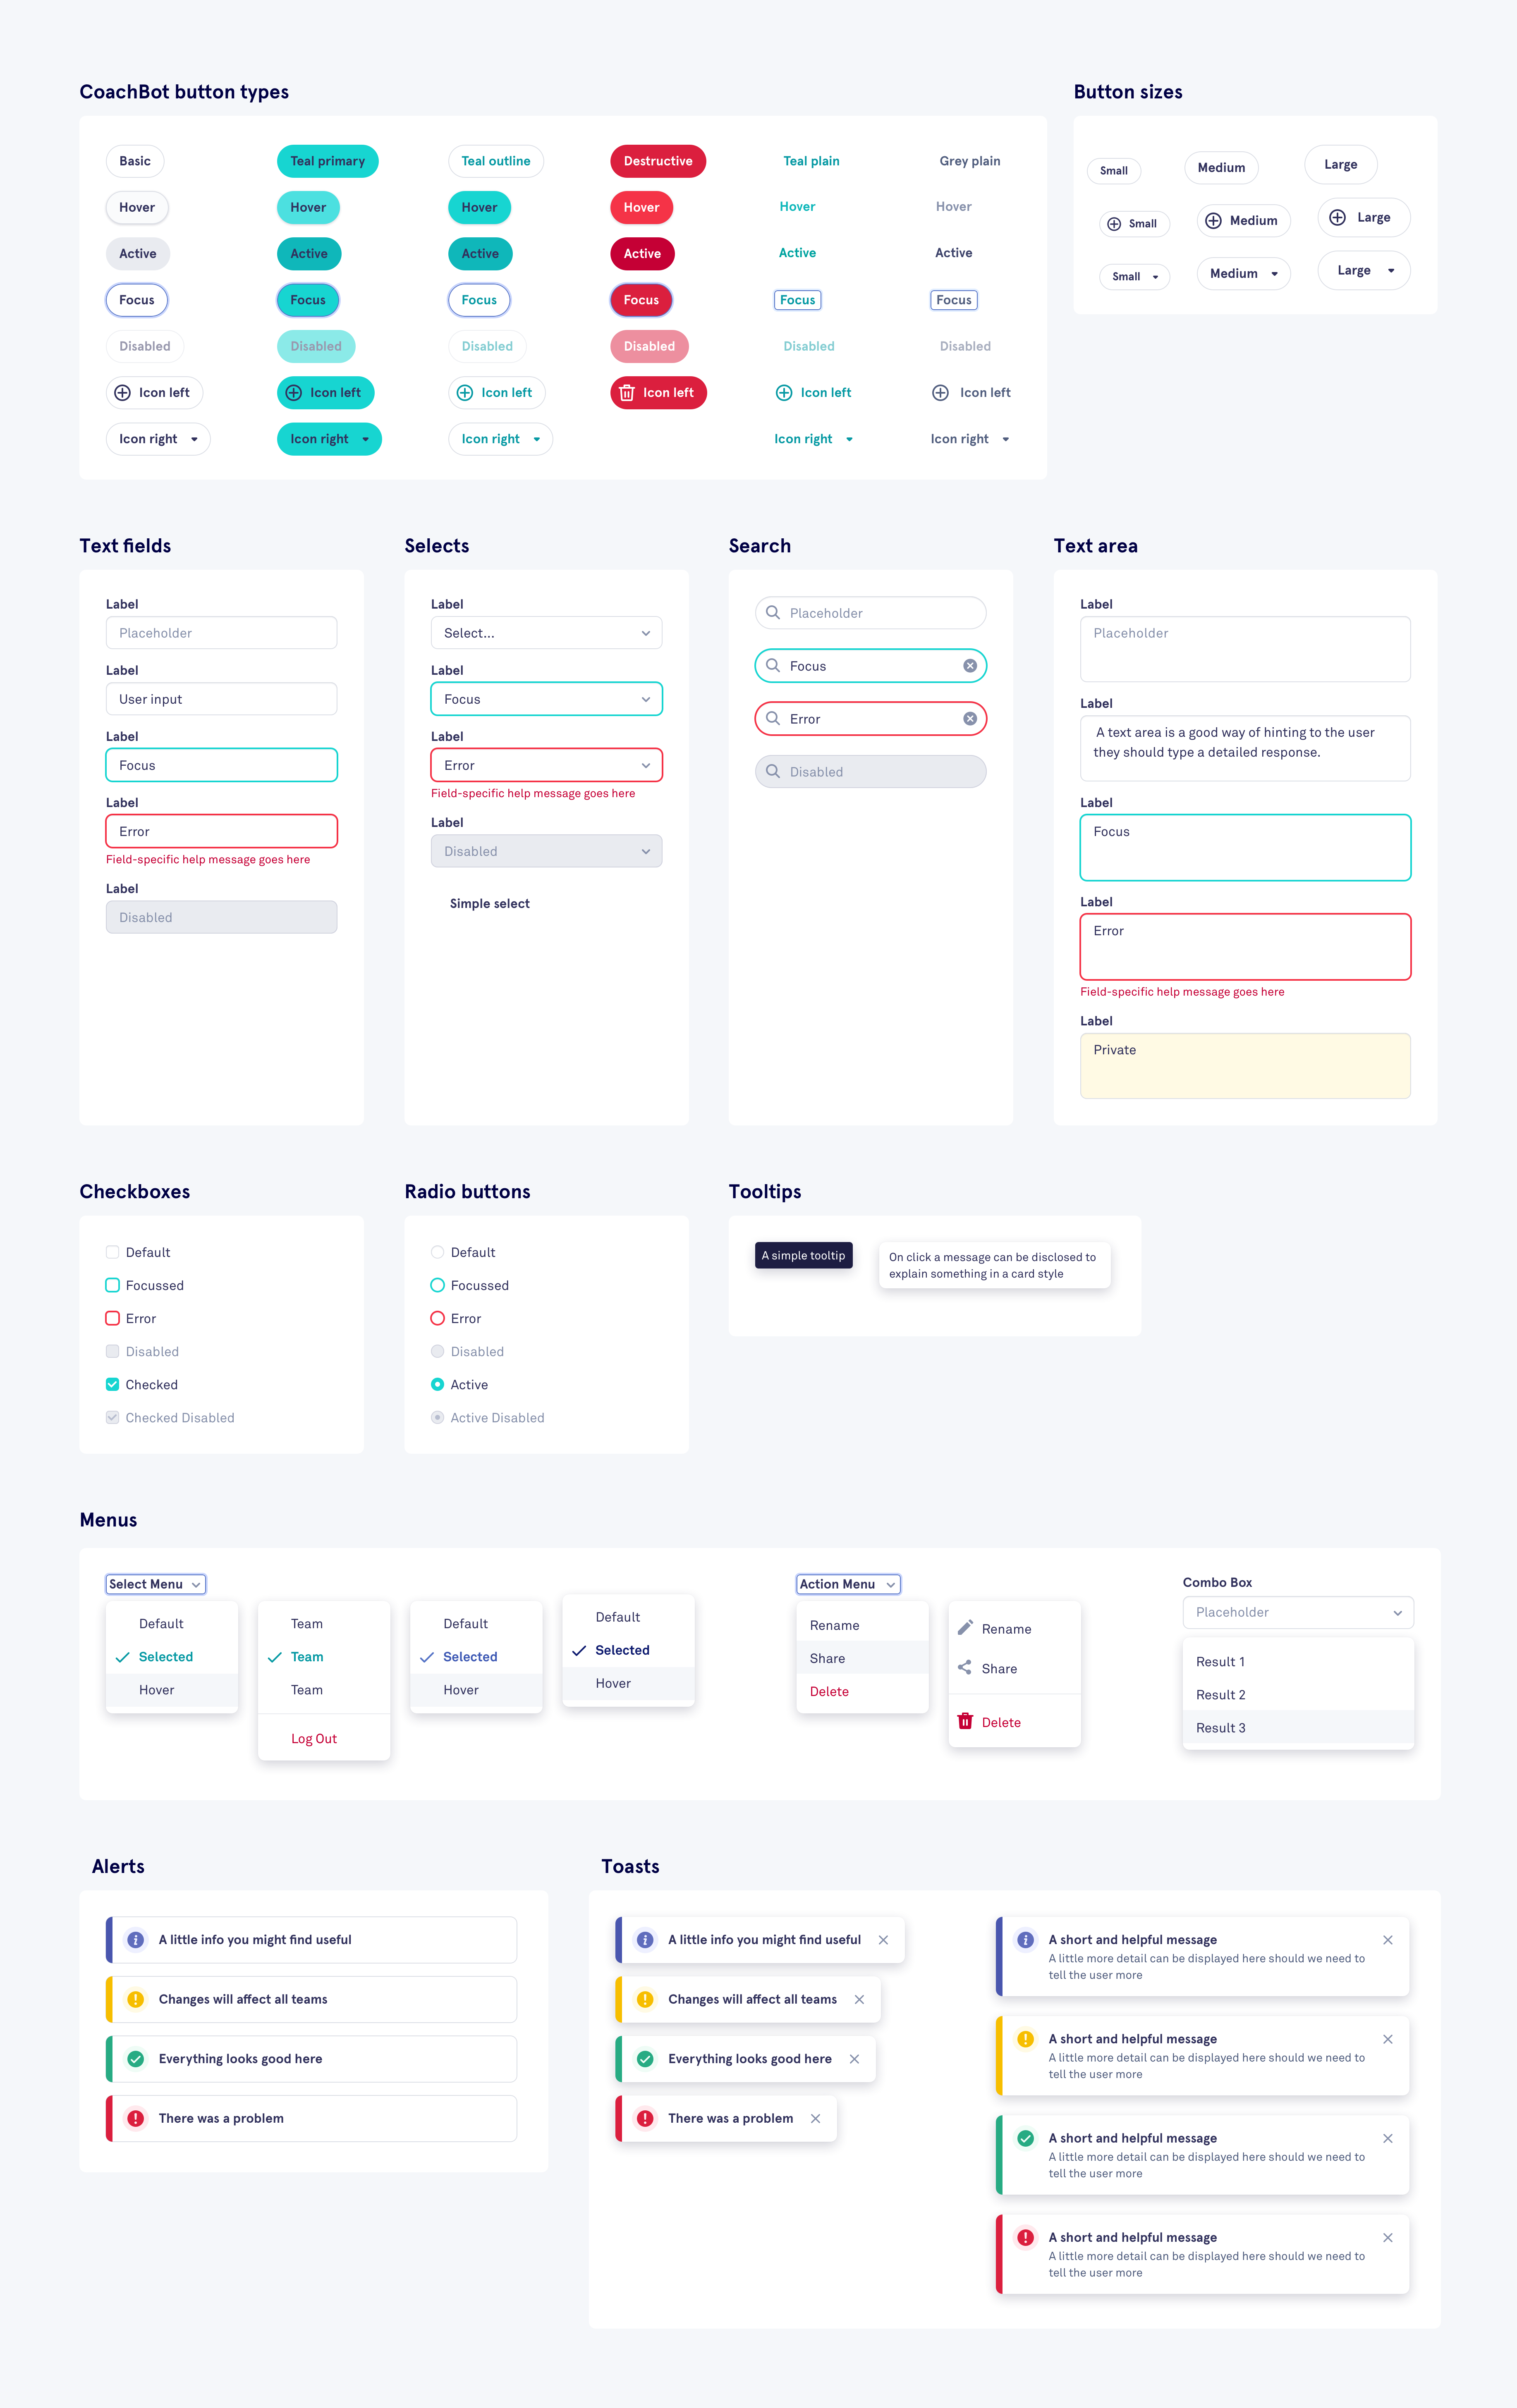 CoachBot button types
Basic
Teal primary
Teal outline
Destructive
Teal plain
Grey plain
Hover
Hover
Hover
Hover
Hover
Hover
Active
Active
Active
Active
Active
Active
Focus
Focus
Focus
Focus
Focus
Focus
Disabled
Disabled
Disabled
Disabled
Disabled
Disabled
Icon left
Icon left
Icon left
Icon left
Icon left
Icon left
Icon right
Icon right
Icon right
Icon right
Icon right
Button sizes
Small
Medium
Large
Small
Medium
Large
Small
Medium
Large
Text fields
Label
Placeholder
Label
User input
Label
Focus
Label
Error
Field-specific help message goes here
Label
Disabled
Selects
Label
Select...
Label
Focus
Label
Error
Field-specific help message goes here
Label
Disabled
Simple select
Search
Placeholder
Focus
Error
Disabled
Text area
Label
Placeholder
Label
A text area is a good way of hinting to the user
they should type a detailed response.
Label
Focus
Label
Error
Field-specific help message goes here
Label
Private
Checkboxes
Default
Focussed
Error
Disabled
Checked
Checked Disabled
Radio buttons
Default
Focussed
Error
Disabled
Active
Active Disabled
Tooltips
A simple tooltip
On click a message can be disclosed to
explain something in a card style
Menus
Select Menu
Default
Selected
Hover
Team
Team
Team
Log Out
Default
Selected
Hover
Default
Selected
Hover
Action Menu
Rename
Share
Delete
Rename
Share
Delete
Combo Box
Placeholder
Result 1
Result 2
Result 3
Alerts
A little info you might find useful
Changes will affect all teams
Everything looks good here
There was a problem
Toasts
A little info you might find useful
Changes will affect all teams
Everything looks good here
There was a problem
A short and helpful message
A little more detail can be displayed here should we need to
tell the user more
A short and helpful message
A little more detail can be displayed here should we need to
tell the user more
A short and helpful message
A little more detail can be displayed here should we need to
tell the user more
A short and helpful message
A little more detail can be displayed here should we need to
tell the user more